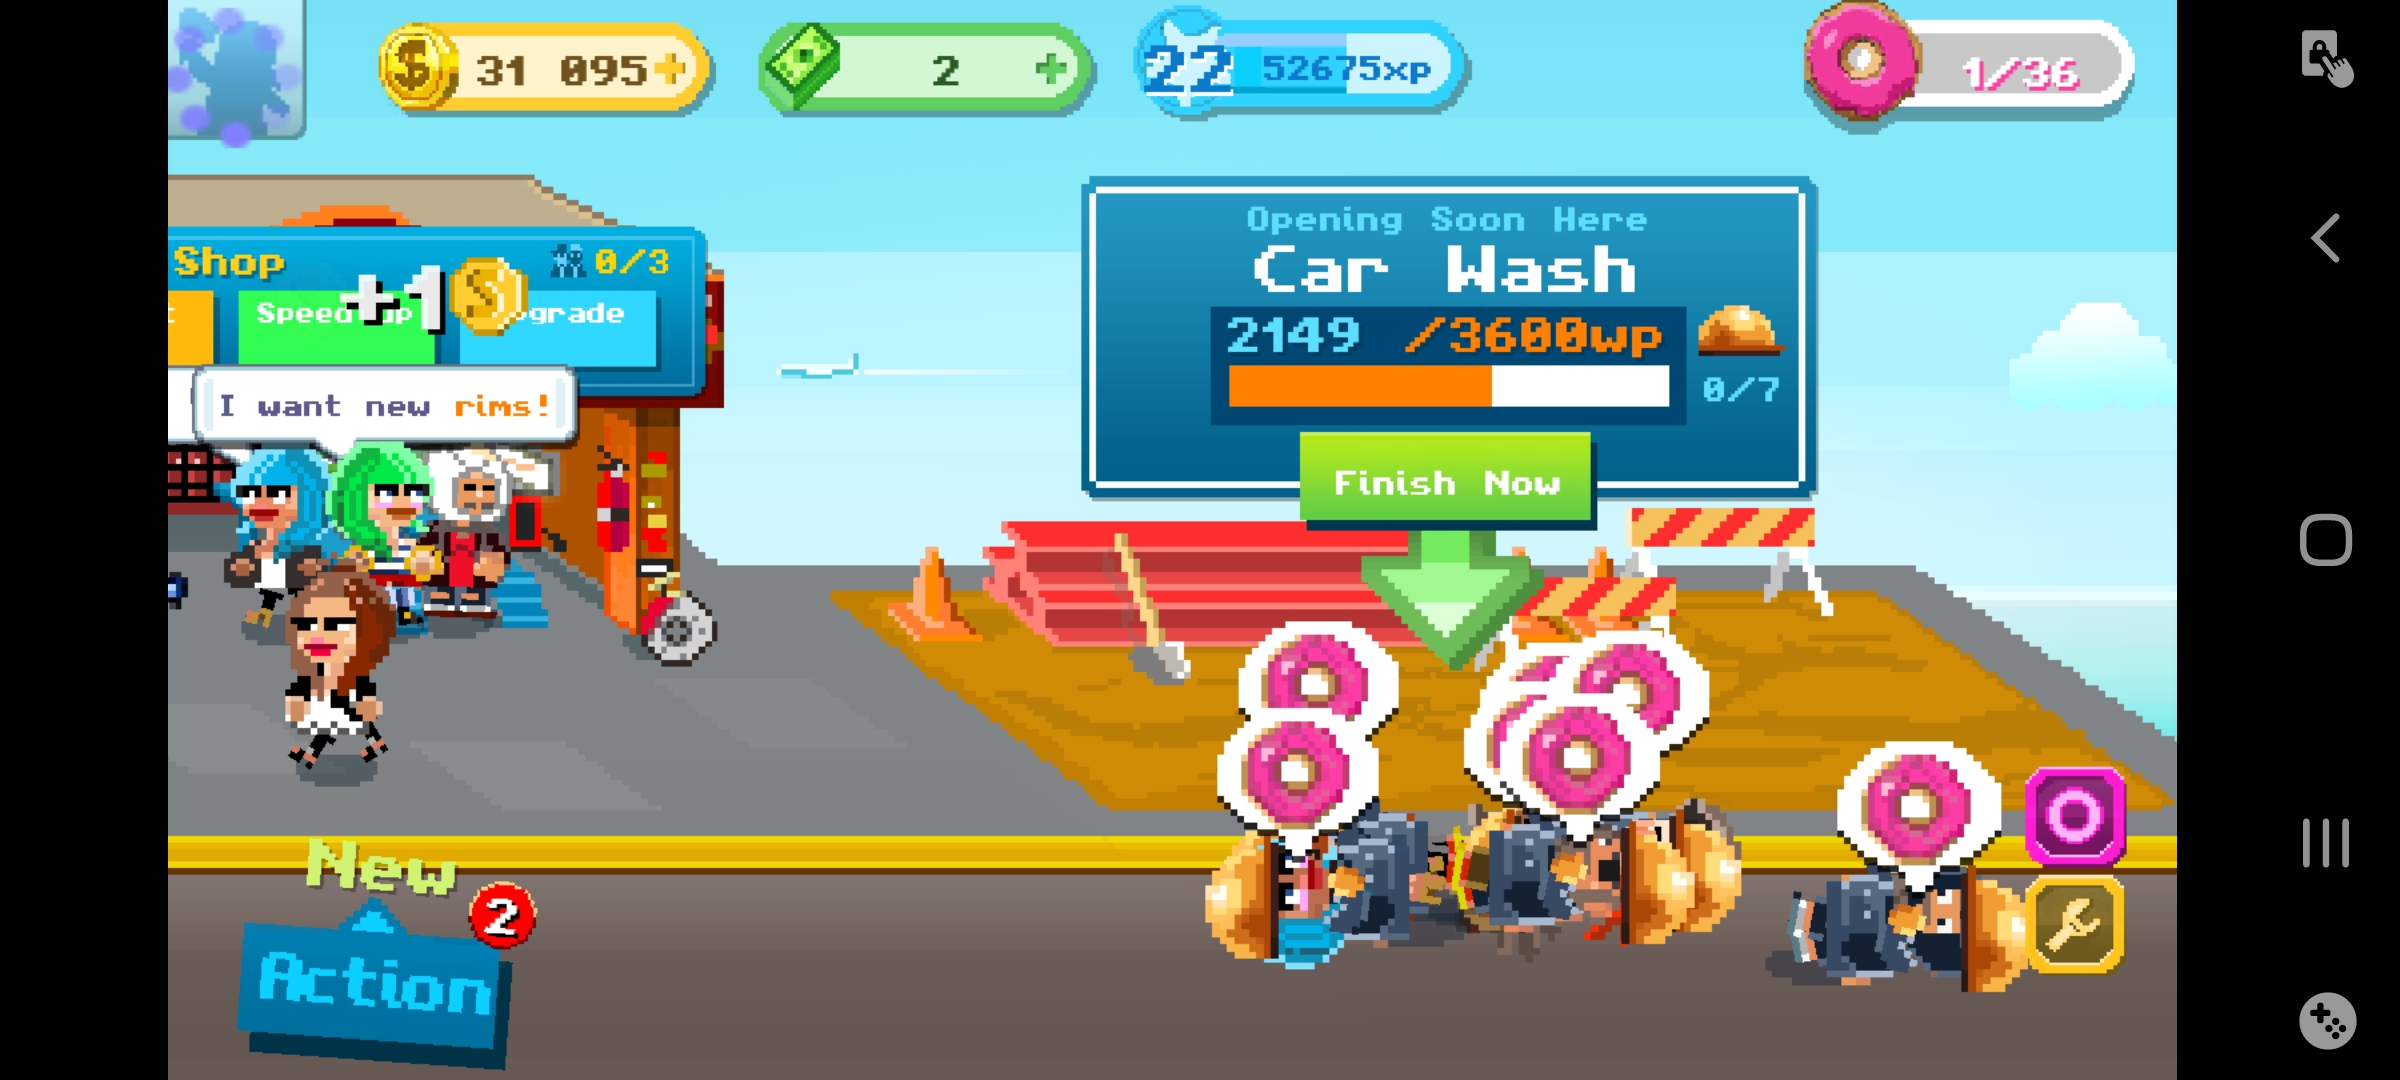 31 095 +
2 +
22 52675xp
1/36
Shop 0/3
Speed up
grade
+1
I want new rims!
Opening Soon Here
Car Wash
2149 /3600wp
0/7
Finish Now
New
2
Action